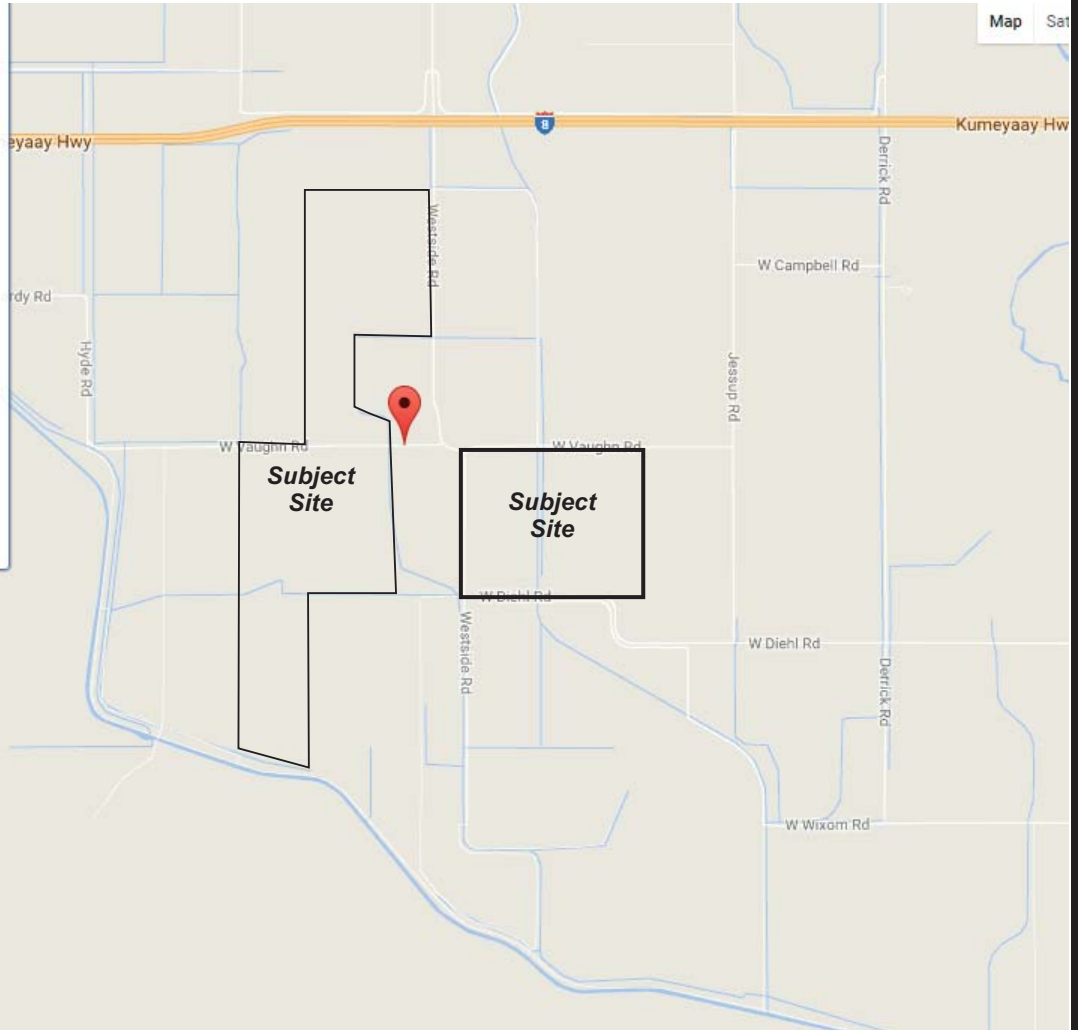 Map Sat
eyaay Hwy
8
Kumeyaay Hw
Derrick Rd
Westside Rd
W Campbell Rd
rdy Rd
Hyde Rd
Jessup Rd
W Vaughn Rd
W Vaughn Rd
Subject
Site
Subject
Site
W Diehl Rd
Westside Rd
W Diehl Rd
Derrick Rd
W Wixom Rd